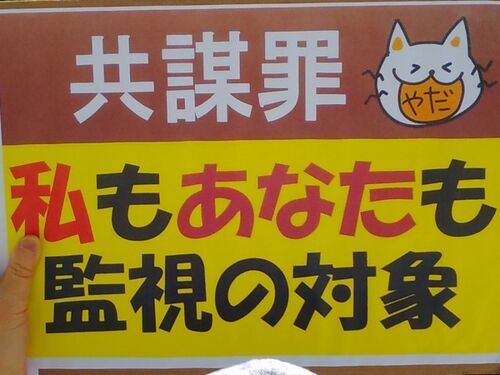 共謀罪
やだ
私もあなたも
監視の対象